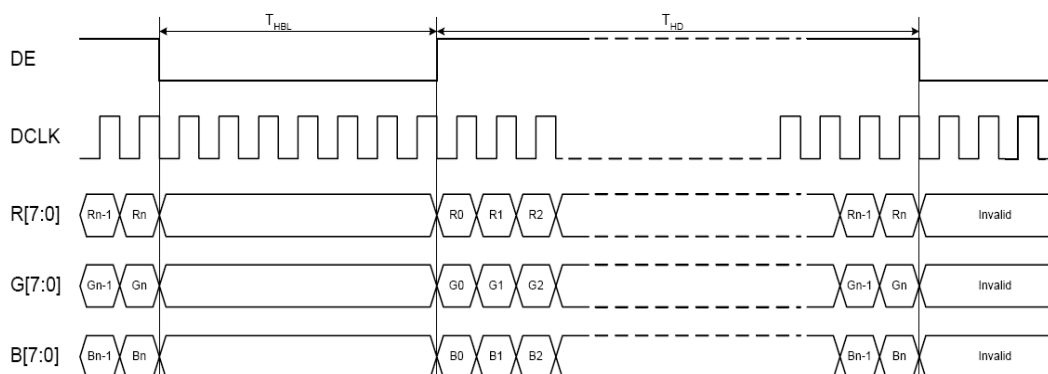 T_HBL T_HD
DE
DCLK
R[7:0] Rn-1 Rn R0 R1 R2 Rn-1 Rn Invalid
G[7:0] Gn-1 Gn G0 G1 G2 Gn-1 Gn Invalid
B[7:0] Bn-1 Bn B0 B1 B2 Bn-1 Bn Invalid